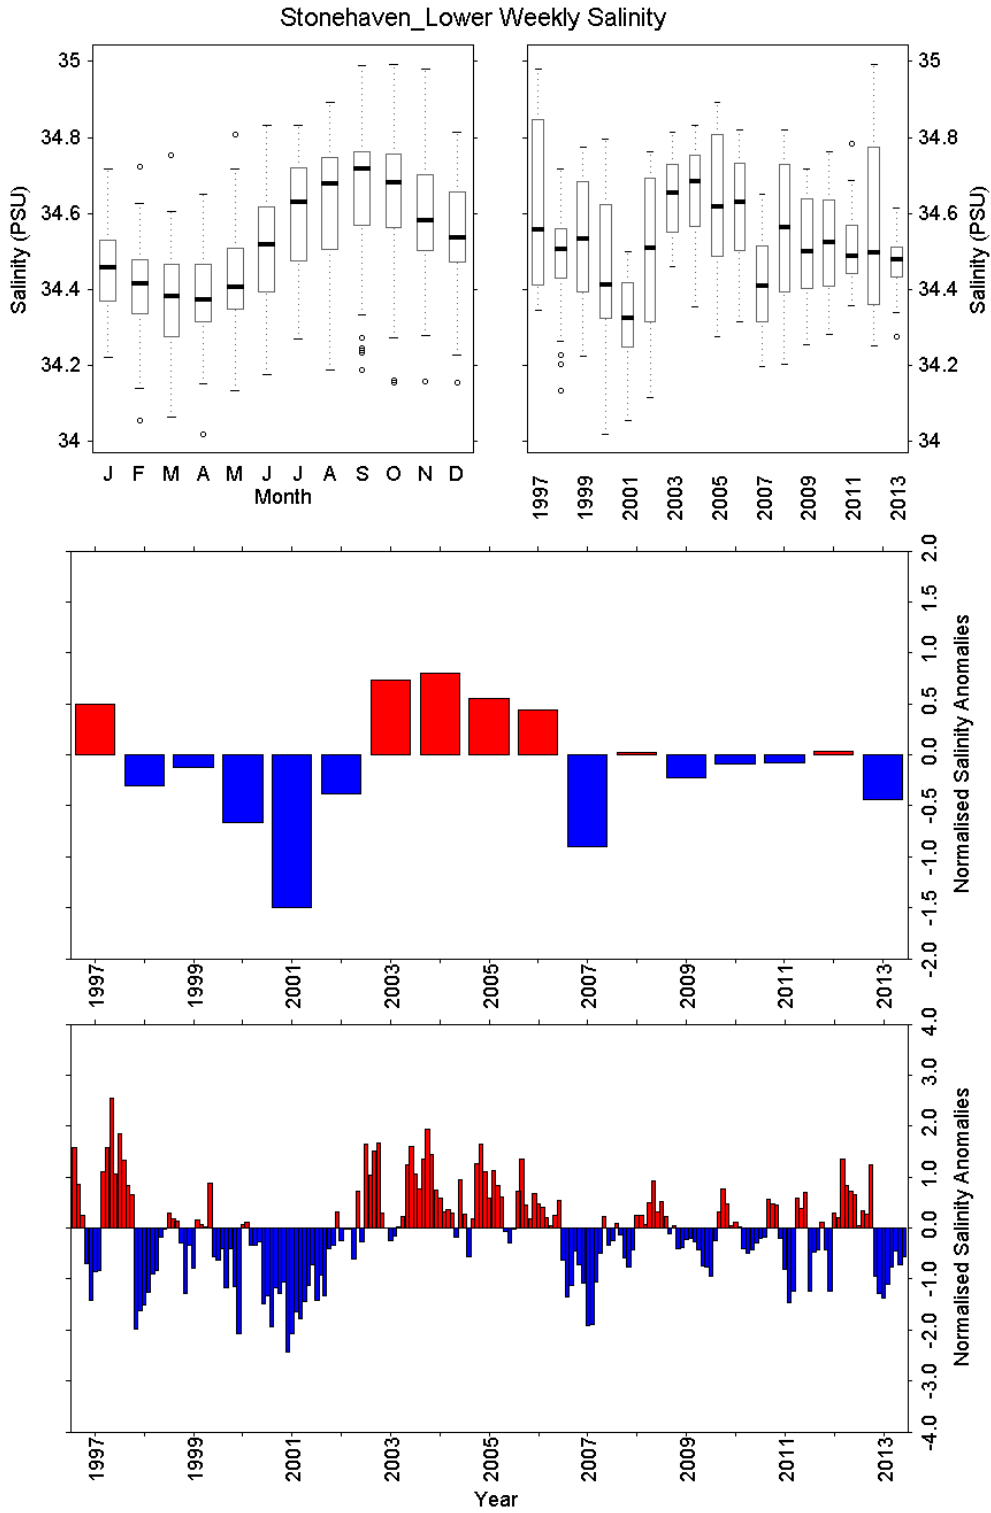 Stonehaven_Lower Weekly Salinity
35
34.8
34.6
34.4
34.2
34
Salinity (PSU)
J F M A M J J A S O N D
Month
35
34.8
34.6
34.4
34.2
34
Salinity (PSU)
1997 1999 2001 2003 2005 2007 2009 2011 2013
2.0
1.5
1.0
0.5
0.0
-0.5
-1.0
-1.5
-2.0
Normalised Salinity Anomalies
1997 1999 2001 2003 2005 2007 2009 2011 2013
4.0
3.0
2.0
1.0
0.0
-1.0
-2.0
-3.0
-4.0
Normalised Salinity Anomalies
1997 1999 2001 2003 2005 2007 2009 2011 2013
Year